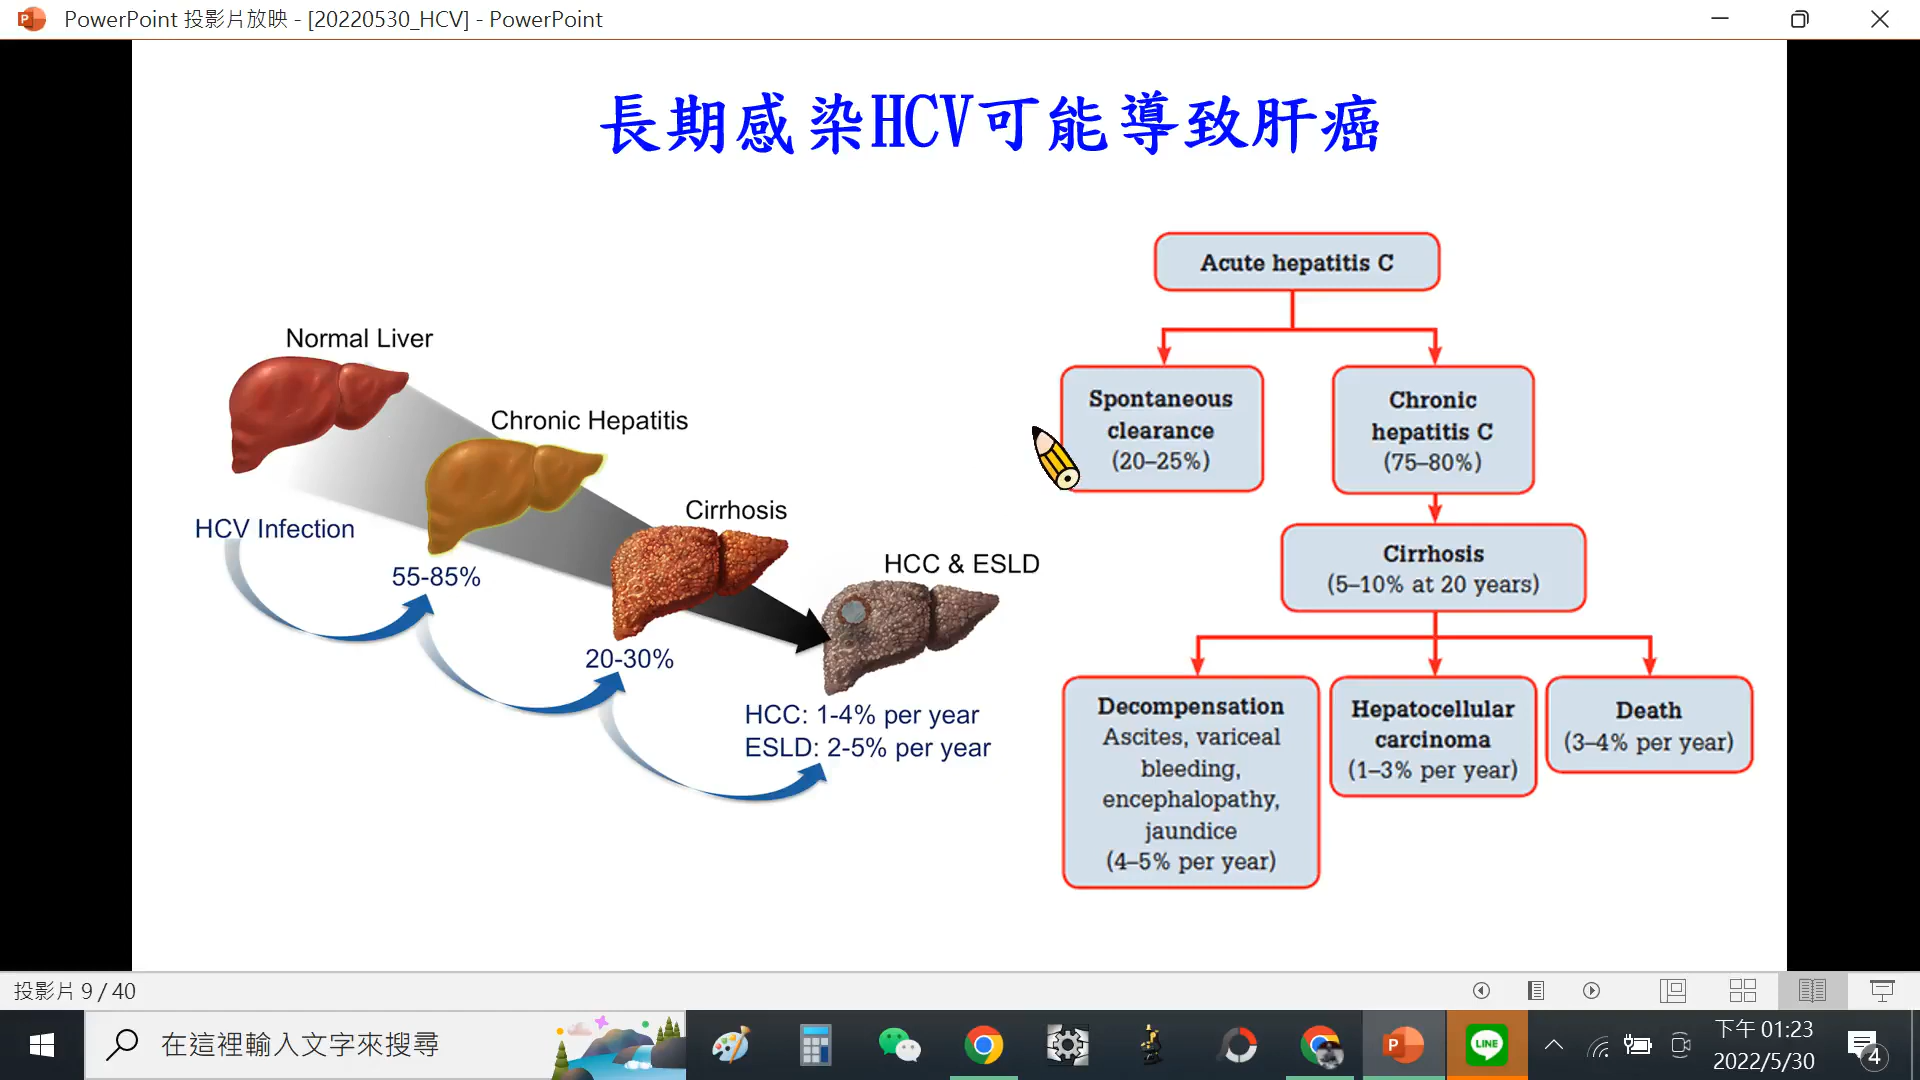 PowerPoint 投影片放映 - [20220530_HCV] - PowerPoint
長期感染HCV可能導致肝癌
Normal Liver
Chronic Hepatitis
Cirrhosis
HCC & ESLD
HCV Infection
55-85%
20-30%
HCC: 1-4% per year
ESLD: 2-5% per year
Acute hepatitis C
Spontaneous
clearance
(20–25%)
Chronic
hepatitis C
(75–80%)
Cirrhosis
(5–10% at 20 years)
Decompensation
Ascites, variceal
bleeding,
encephalopathy,
jaundice
(4–5% per year)
Hepatocellular
carcinoma
(1–3% per year)
Death
(3–4% per year)
投影片 9 / 40
在這裡輸入文字來搜尋
P
LINE
下午 01:23
2022/5/30
4